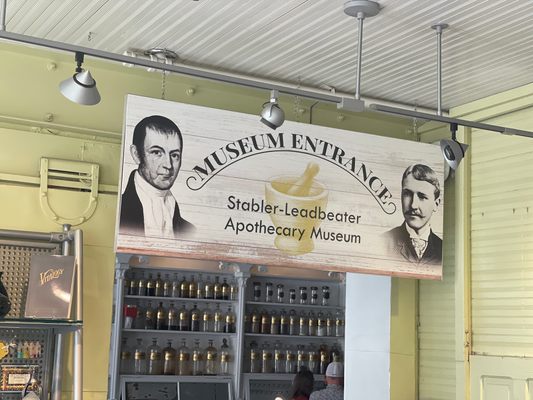 MUSEUM ENTRANCE
Stabler-Leadbeater
Apothecary Museum